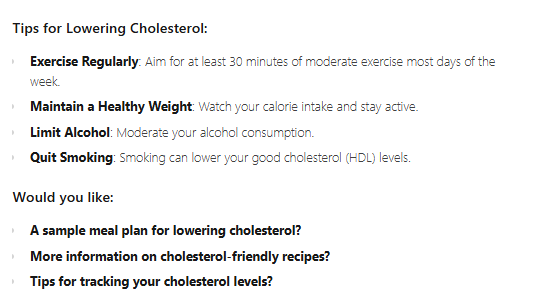 Tips for Lowering Cholesterol:
Exercise Regularly: Aim for at least 30 minutes of moderate exercise most days of the
week.
Maintain a Healthy Weight: Watch your calorie intake and stay active.
Limit Alcohol: Moderate your alcohol consumption.
Quit Smoking: Smoking can lower your good cholesterol (HDL) levels.
Would you like:
A sample meal plan for lowering cholesterol?
More information on cholesterol-friendly recipes?
Tips for tracking your cholesterol levels?